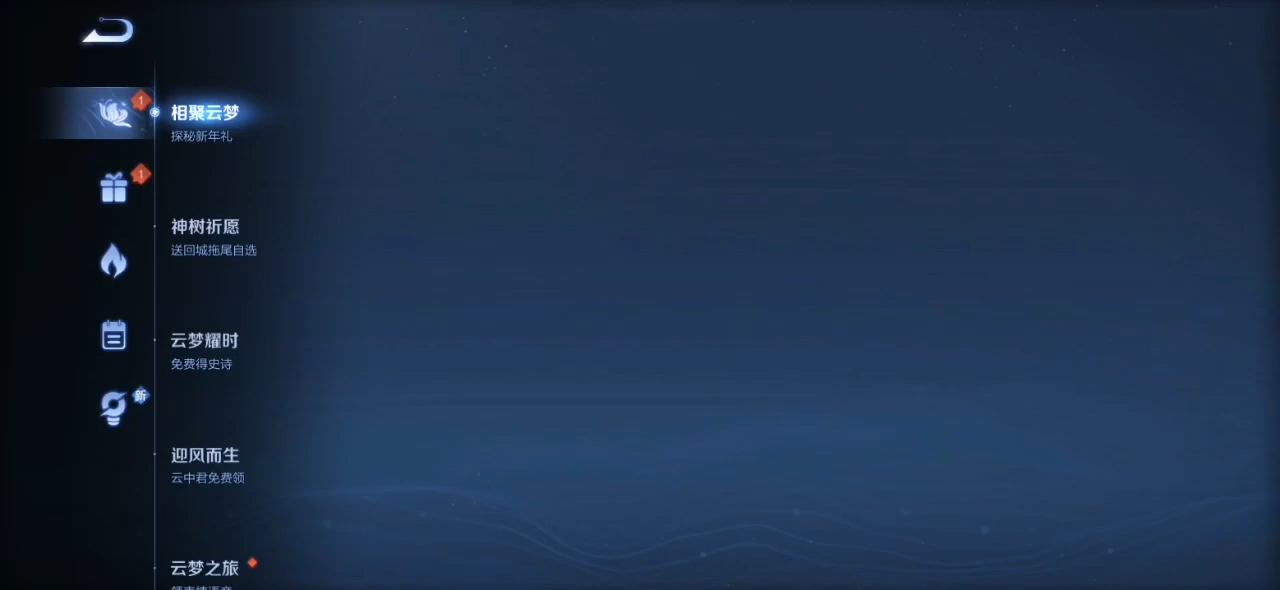 1
相聚云梦
探秘新年礼
1
神树祈愿
送回城拖尾自选
云梦耀时
免费得史诗
新
迎风而生
云中君免费领
云梦之旅